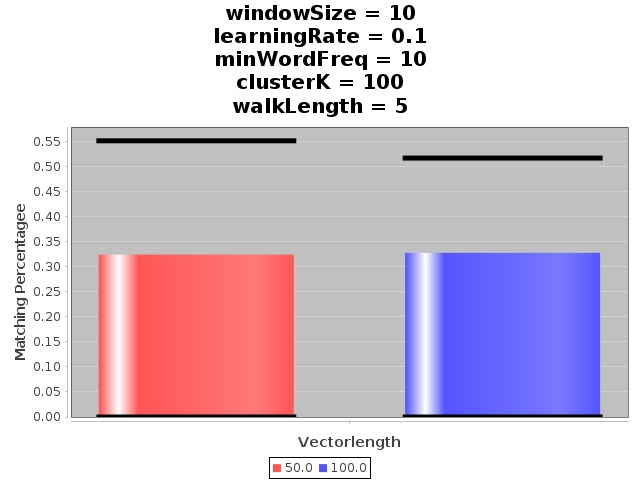 windowSize = 10
learningRate = 0.1
minWordFreq = 10
clusterK = 100
walkLength = 5
0.55
0.50
0.45
0.40
0.35
0.30
0.25
0.20
0.15
0.10
0.05
0.00
Matching Percentagee
Vectorlength
50.0 100.0